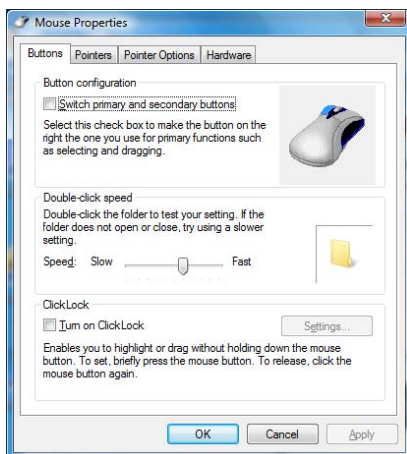 Mouse Properties
Buttons Pointers Pointer Options Hardware
Button configuration
Switch primary and secondary buttons
Select this check box to make the button on the
right the one you use for primary functions such
as selecting and dragging.
Double-click speed
Double-click the folder to test your setting. If the
folder does not open or close, try using a slower
setting.
Speed: Slow Fast
ClickLock
Turn on ClickLock
Settings...
Enables you to highlight or drag without holding down the mouse
button. To set, briefly press the mouse button. To release, click the
mouse button again.
OK Cancel Apply